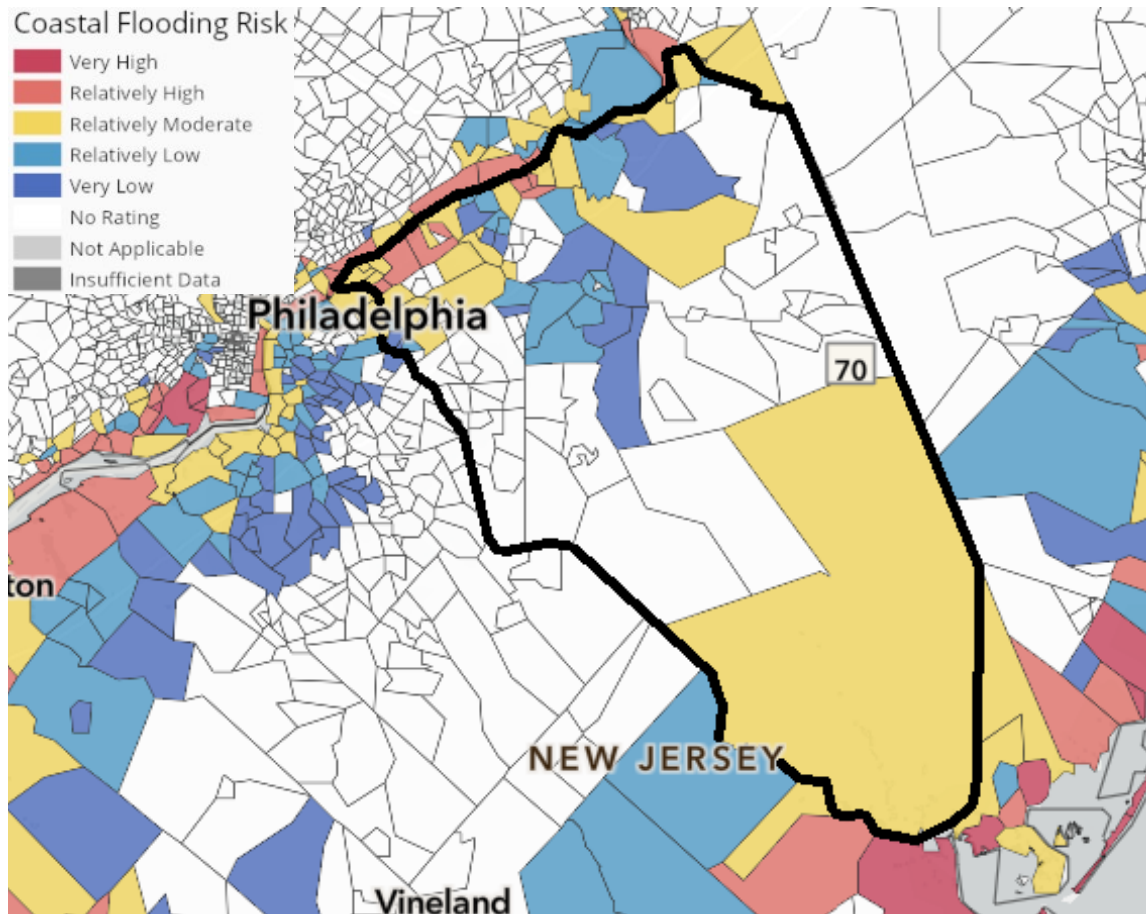 Coastal Flooding Risk
Very High
Relatively High
Relatively Moderate
Relatively Low
Very Low
No Rating
Not Applicable
Insufficient Data
Philadelphia
70
ton
NEW JERSEY
Vineland